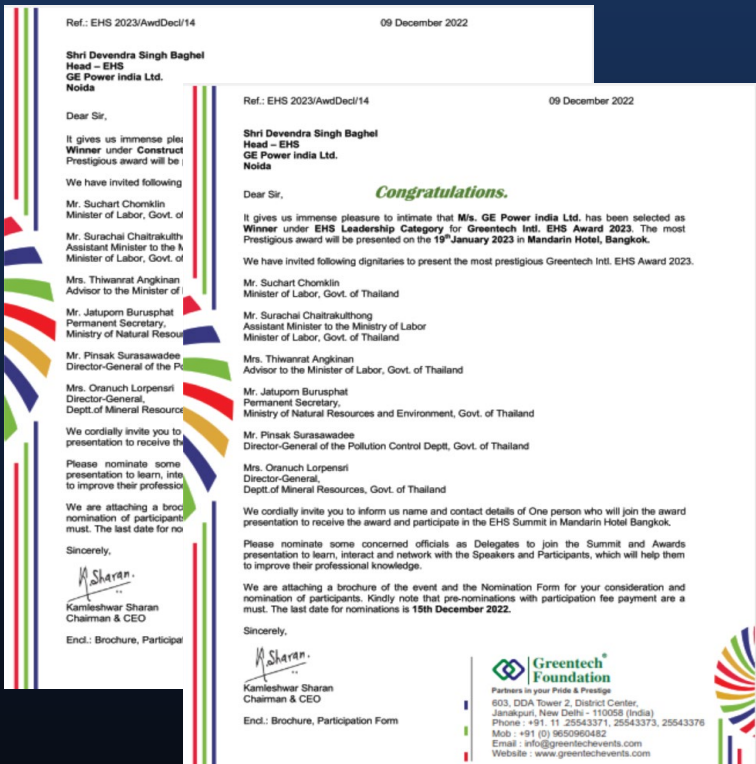 Ref.: EHS 2023/AwdDecl/14 09 December 2022
Shri Devendra Singh Baghel
Head – EHS
GE Power india Ltd.
Noida
Dear Sir,
It gives us immense
Winner under
Prestigious award will be
We have invited following
Mr. Suchart Chomklin
Minister of Labor, Govt. of
Mr. Surachai
Assistant Minister to the
Minister of Labor, Govt. of
Mrs. Thiwanrat Angkinan
Advisor to the Minister of
Mr. Jatuporn Burusphat
Permanent Secretary,
Ministry of Natural
Mr. Pinsak Surasawadee
Director-General of the
Mrs. Oranuch Lorpensri
Director-General,
Deptt.of Mineral
We cordially invite you to
presentation to receive
Please nominate some
presentation to learn,
to improve their
We are attaching a
nomination of
must. The last date for
Sincerely,
K.Sharan.
Kamleshwar Sharan
Chairman & CEO
Encl.: Brochure,
Ref.: EHS 2023/AwdDecl/14 09 December 2022
Shri Devendra Singh Baghel
Head – EHS
GE Power india Ltd.
Noida
Dear Sir, Congratulations.
It gives us immense pleasure to intimate that M/s. GE Power india Ltd. has been selected as
Winner under EHS Leadership Category for Greentech Intl. EHS Award 2023. The most
Prestigious award will be presented on the 19th January 2023 in Mandarin Hotel, Bangkok.
We have invited following dignitaries to present the most prestigious Greentech Intl. EHS Award 2023.
Mr. Suchart Chomklin
Minister of Labor, Govt. of Thailand
Mr. Surachai Chaitrakulthong
Assistant Minister to the Ministry of Labor
Minister of Labor, Govt. of Thailand
Mrs. Thiwanrat Angkinan
Advisor to the Minister of Labor, Govt. of Thailand
Mr. Jatuporn Burusphat
Permanent Secretary,
Ministry of Natural Resources and Environment, Govt. of Thailand
Mr. Pinsak Surasawadee
Director-General of the Pollution Control Deptt, Govt. of Thailand
Mrs. Oranuch Lorpensri
Director-General,
Deptt.of Mineral Resources, Govt. of Thailand
We cordially invite you to inform us name and contact details of One person who will join the award
presentation to receive the award and participate in the EHS Summit in Mandarin Hotel Bangkok.
Please nominate some concerned officials as Delegates to join the Summit and Awards
presentation to learn, interact and network with the Speakers and Participants, which will help them
to improve their professional knowledge.
We are attaching a brochure of the event and the Nomination Form for your consideration and
nomination of participants. Kindly note that pre-nominations with participation fee payment are a
must. The last date for nominations is 15th December 2022.
Sincerely,
K.Sharan.
Kamleshwar Sharan
Chairman & CEO
Encl.: Brochure, Participation Form
Greentech®
Foundation
Partners in your Pride & Prestige
603, DDA Tower 2, District Center,
Janakpuri, New Delhi - 110058 (India)
Phone : +91. 11 .25543371, 25543373, 25543376
Mob : +91 (0) 9650960482
Email : info@greentechevents.com
Website : www.greentechevents.com